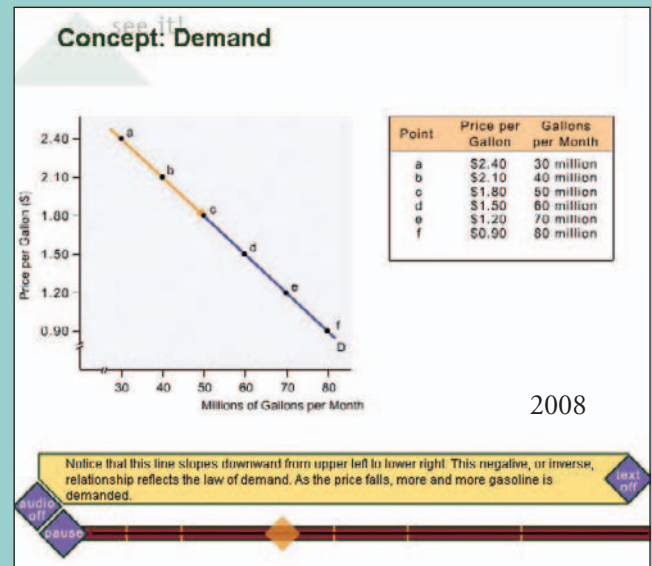 see it!
Concept: Demand
Price per Gallon ($)
2.40
2.10
1.80
1.50
1.20
0.90
a
b
c
d
e
f
D
30 40 50 60 70 80
Millions of Gallons per Month
Point Price per Gallon Gallons per Month
a $2.40 30 million
b $2.10 40 million
c $1.80 50 million
d $1.50 60 million
e $1.20 70 million
f $0.90 80 million
2008
Notice that this line slopes downward from upper left to lower right. This negative, or inverse,
relationship reflects the law of demand. As the price falls, more and more gasoline is
demanded.
text
off
audio
off
pause